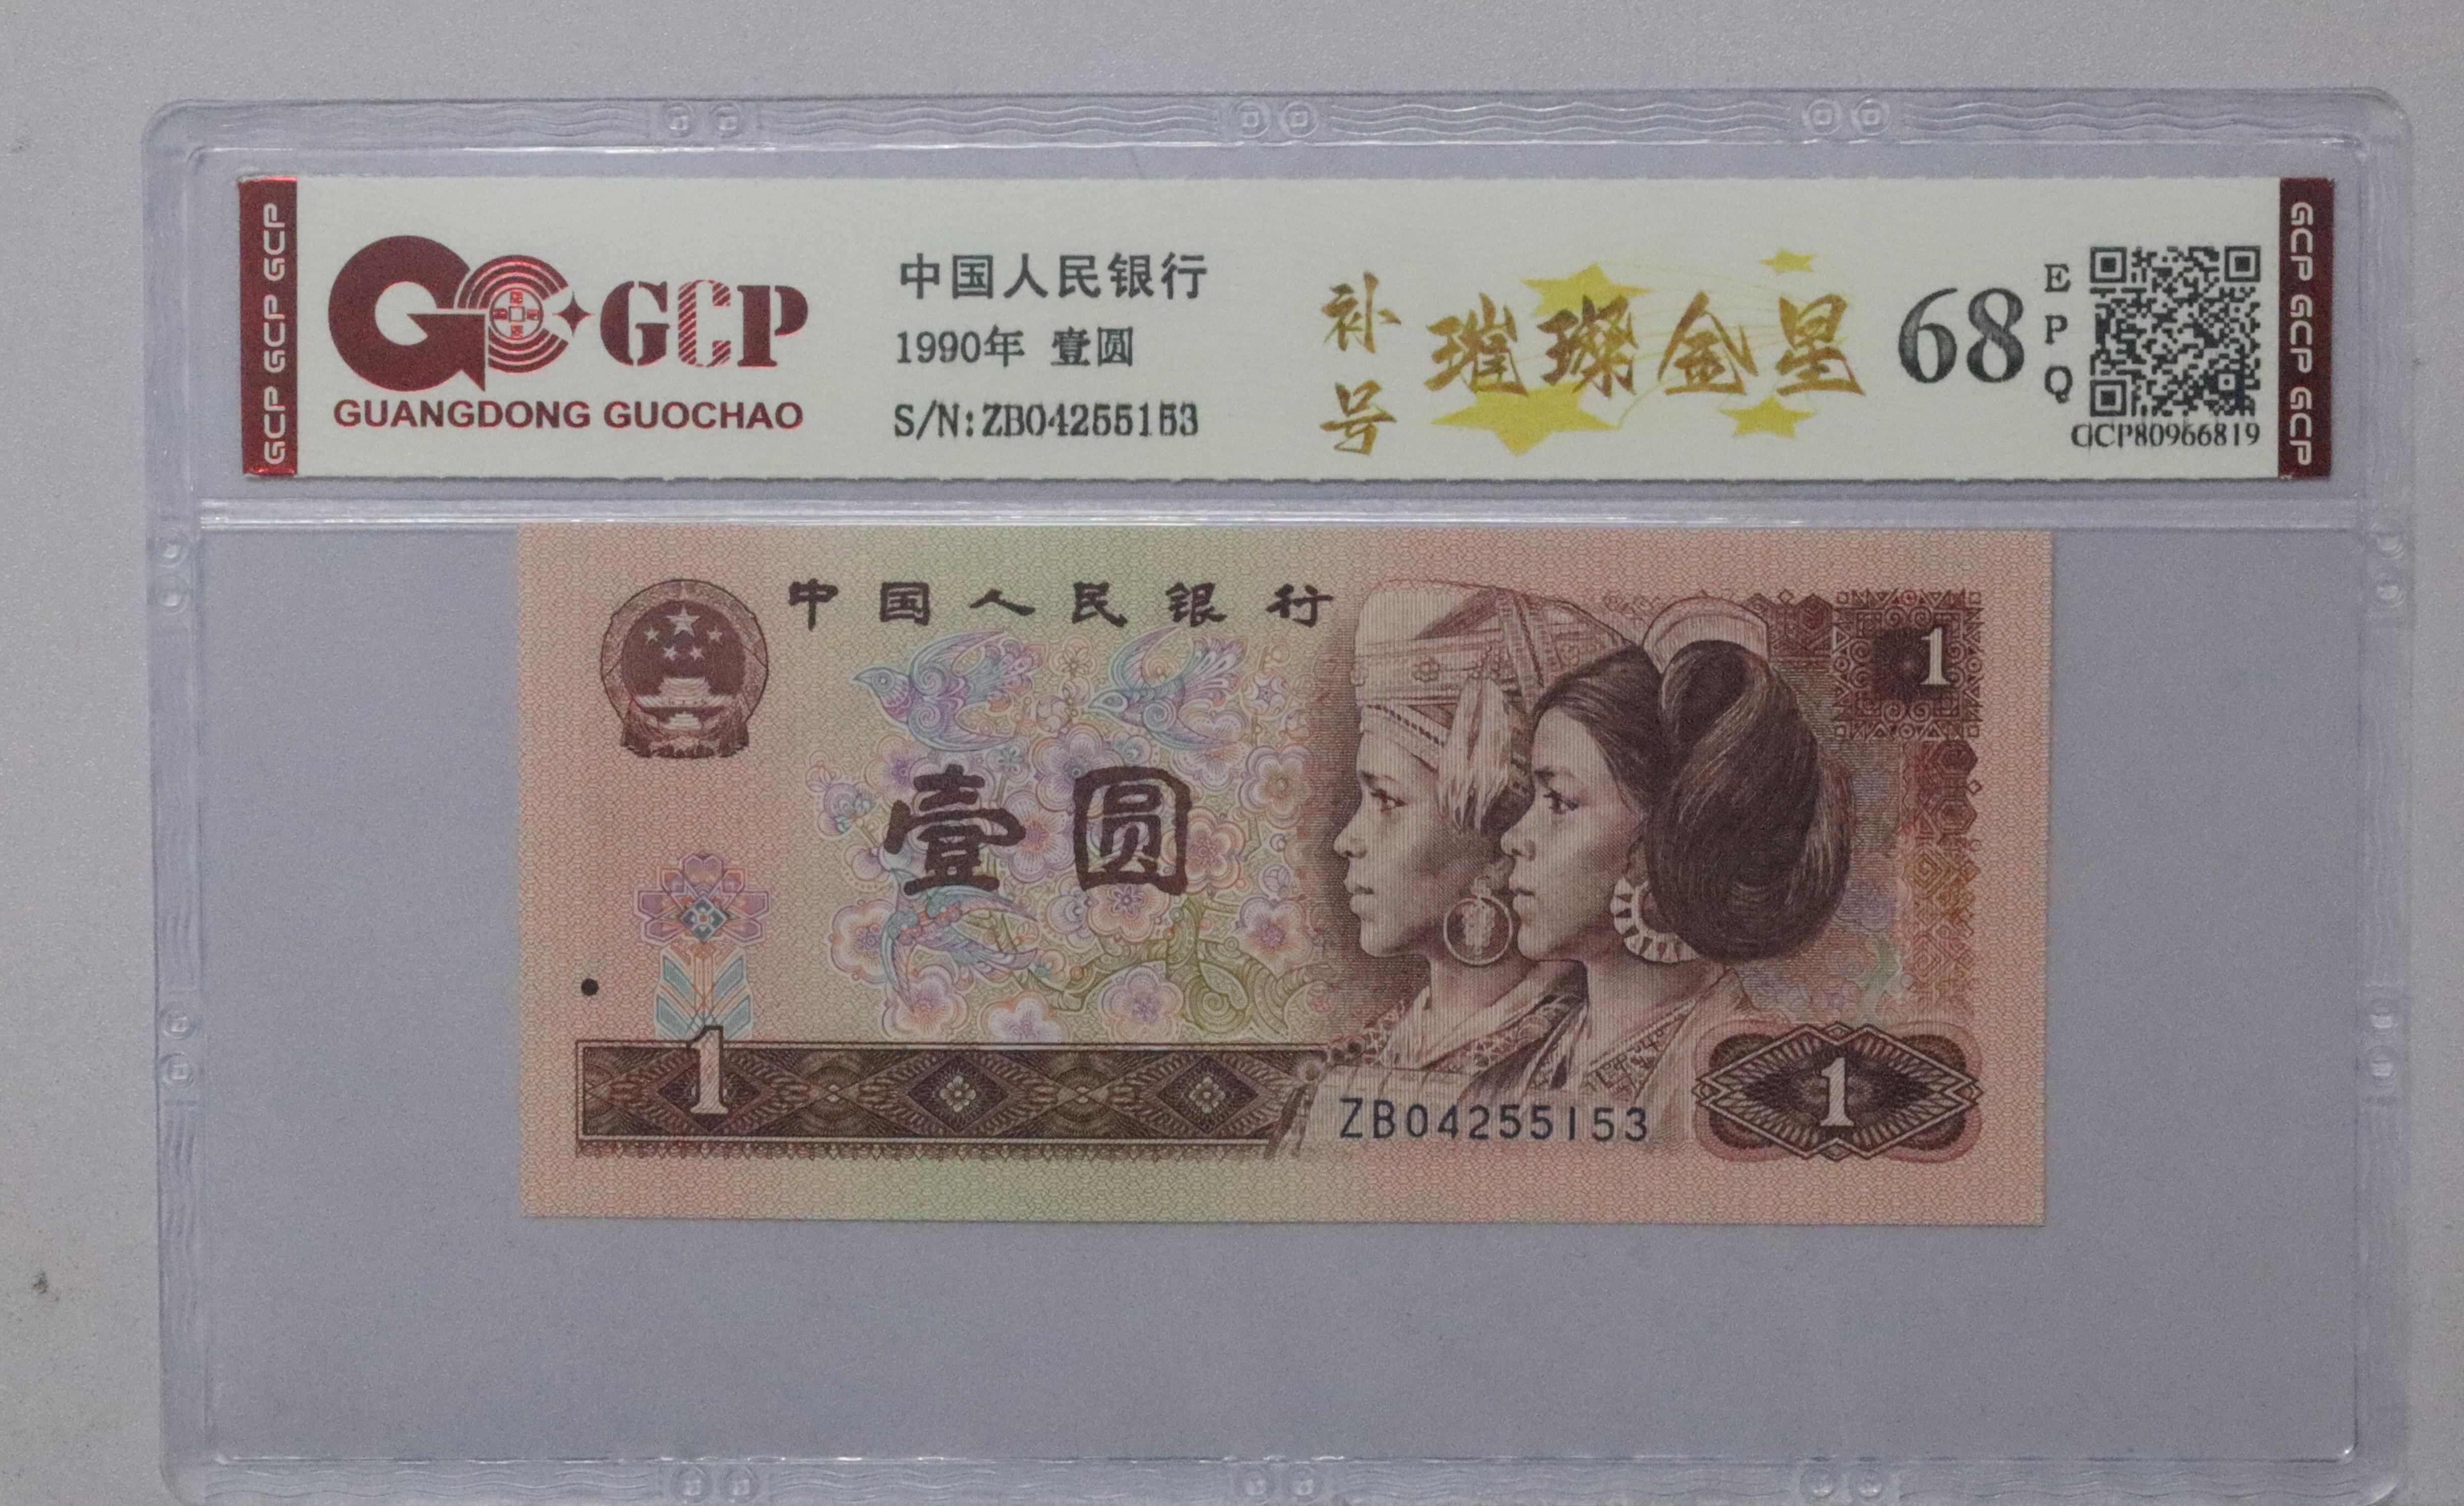 GCP GCP GCP
GCP
GUANGDONG GUOCHAO
中国人民银行
1990年 壹圆
S/N:ZB04255153
补号
璀璨金星
68
EPQ
GCP80966819
GCP GCP GCP
中国人民银行
1
壹圆
1
ZB04255153
1